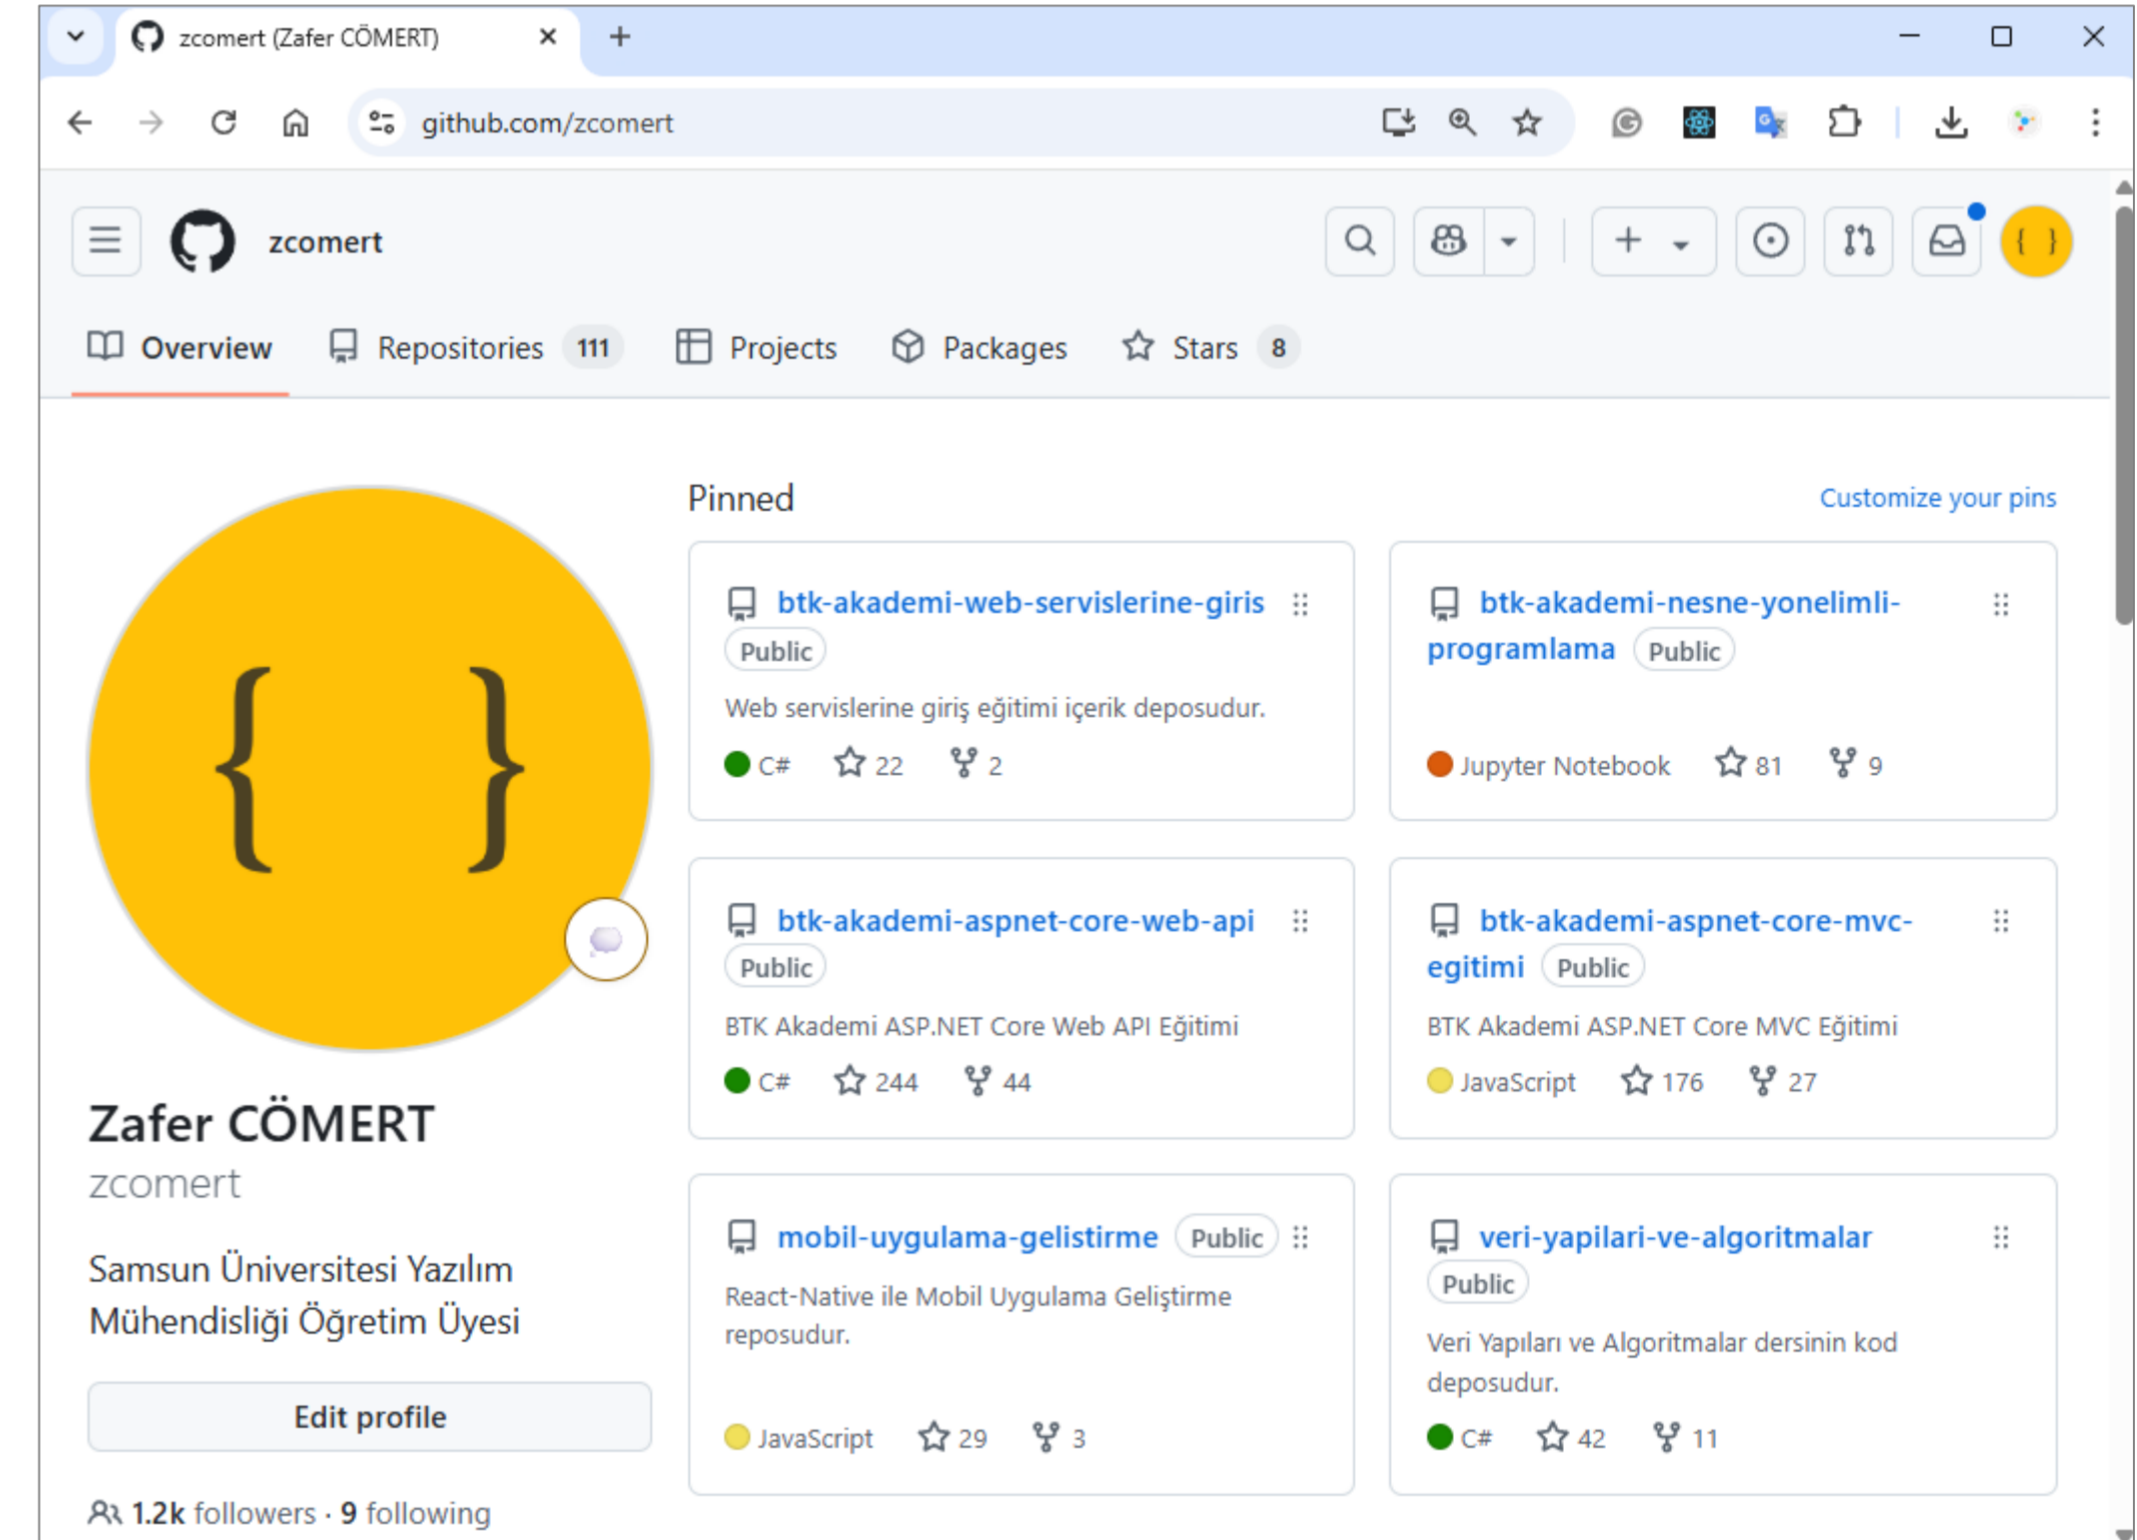 zcomert (Zafer CÖMERT)
github.com/zcomert
zcomert
Overview Repositories 111 Projects Packages Stars 8
{ }
Pinned
Customize your pins
btk-akademi-web-servislerine-giris
Public
Web servislerine giriş eğitimi içerik deposudur.
C# 22 2
btk-akademi-nesne-yonelimli-
programlama Public
Jupyter Notebook 81 9
btk-akademi-aspnet-core-web-api
Public
BTK Akademi ASP.NET Core Web API Eğitimi
C# 244 44
btk-akademi-aspnet-core-mvc-
egitimi Public
BTK Akademi ASP.NET Core MVC Eğitimi
JavaScript 176 27
mobil-uygulama-gelistirme Public
React-Native ile Mobil Uygulama Geliştirme
reposudur.
JavaScript 29 3
veri-yapilari-ve-algoritmalar
Public
Veri Yapıları ve Algoritmalar dersinin kod
deposudur.
C# 42 11
{ }
Zafer CÖMERT
zcomert
Samsun Üniversitesi Yazılım
Mühendisliği Öğretim Üyesi
Edit profile
1.2k followers · 9 following